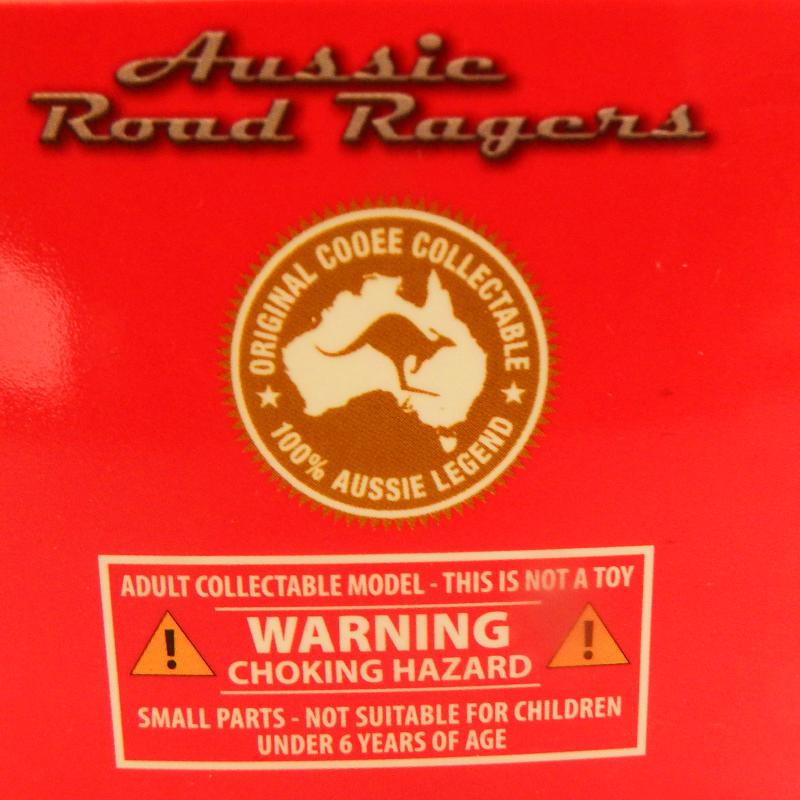 Aussie
Road Ragers
ORIGINAL COOEE COLLECTABLE
100% AUSSIE LEGEND
ADULT COLLECTABLE MODEL - THIS IS NOT A TOY
WARNING
CHOKING HAZARD
SMALL PARTS - NOT SUITABLE FOR CHILDREN
UNDER 6 YEARS OF AGE